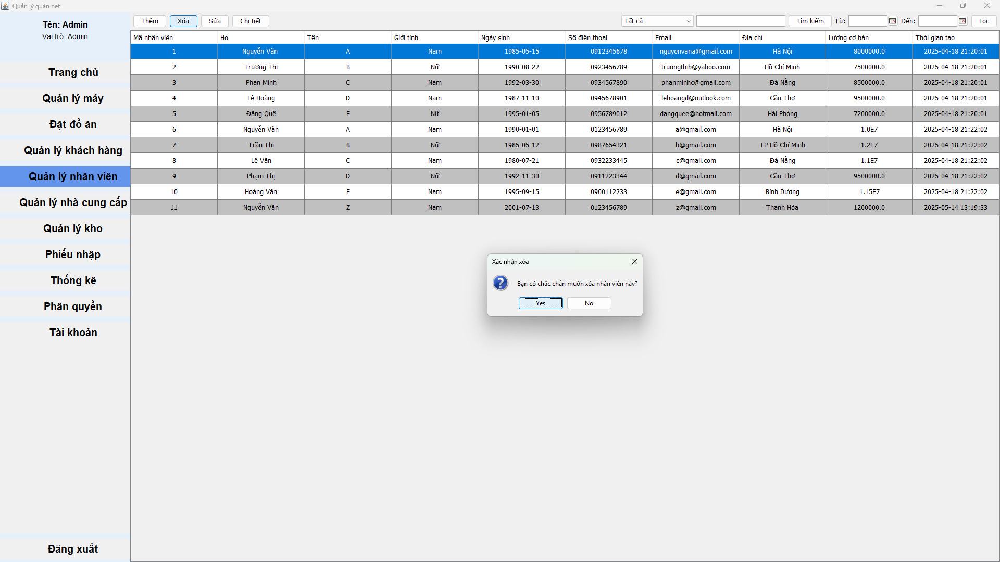 Quản lý quán net
Tên: Admin
Vai trò: Admin
Trang chủ
Quản lý máy
Đặt đồ ăn
Quản lý khách hàng
Quản lý nhân viên
Quản lý nhà cung cấp
Quản lý kho
Phiếu nhập
Thống kê
Phân quyền
Tài khoản
Đăng xuất
Thêm Xóa Sửa Chi tiết Tất cả Tìm kiếm Từ: Đến: Lọc
Mã nhân viên Họ Tên Giới tính Ngày sinh Số điện thoại Email Địa chỉ Lương cơ bản Thời gian tạo
1 Nguyễn Văn A Nam 1985-05-15 0912345678 nguyenvana@gmail.com Hà Nội 8000000.0 2025-04-18 21:20:01
2 Trương Thị B Nữ 1990-08-22 0923456789 truongthib@yahoo.com Hồ Chí Minh 7500000.0 2025-04-18 21:20:01
3 Phan Minh C Nam 1992-03-30 0934567890 phanminhc@gmail.com Đà Nẵng 8500000.0 2025-04-18 21:20:01
4 Lê Hoàng D Nam 1987-11-10 0945678901 lehoangd@outlook.com Cần Thơ 9500000.0 2025-04-18 21:20:01
5 Đặng Quế E Nữ 1995-01-05 0956789012 dangquee@hotmail.com Hải Phòng 7200000.0 2025-04-18 21:20:01
6 Nguyễn Văn A Nam 1990-01-01 0123456789 a@gmail.com Hà Nội 1.0E7 2025-04-18 21:22:02
7 Trần Thị B Nữ 1985-05-12 0987654321 b@gmail.com TP Hồ Chí Minh 1.2E7 2025-04-18 21:22:02
8 Lê Văn C Nam 1980-07-21 0932233445 c@gmail.com Đà Nẵng 1.1E7 2025-04-18 21:22:02
9 Phạm Thị D Nữ 1992-11-30 0911223344 d@gmail.com Cần Thơ 9500000.0 2025-04-18 21:22:02
10 Hoàng Văn E Nam 1995-09-15 0900112233 e@gmail.com Bình Dương 1.15E7 2025-04-18 21:22:02
11 Nguyễn Văn Z Nam 2001-07-13 0123456789 z@gmail.com Thanh Hóa 1200000.0 2025-05-14 13:19:33
Xác nhận xóa
Bạn có chắc chắn muốn xóa nhân viên này?
Yes No